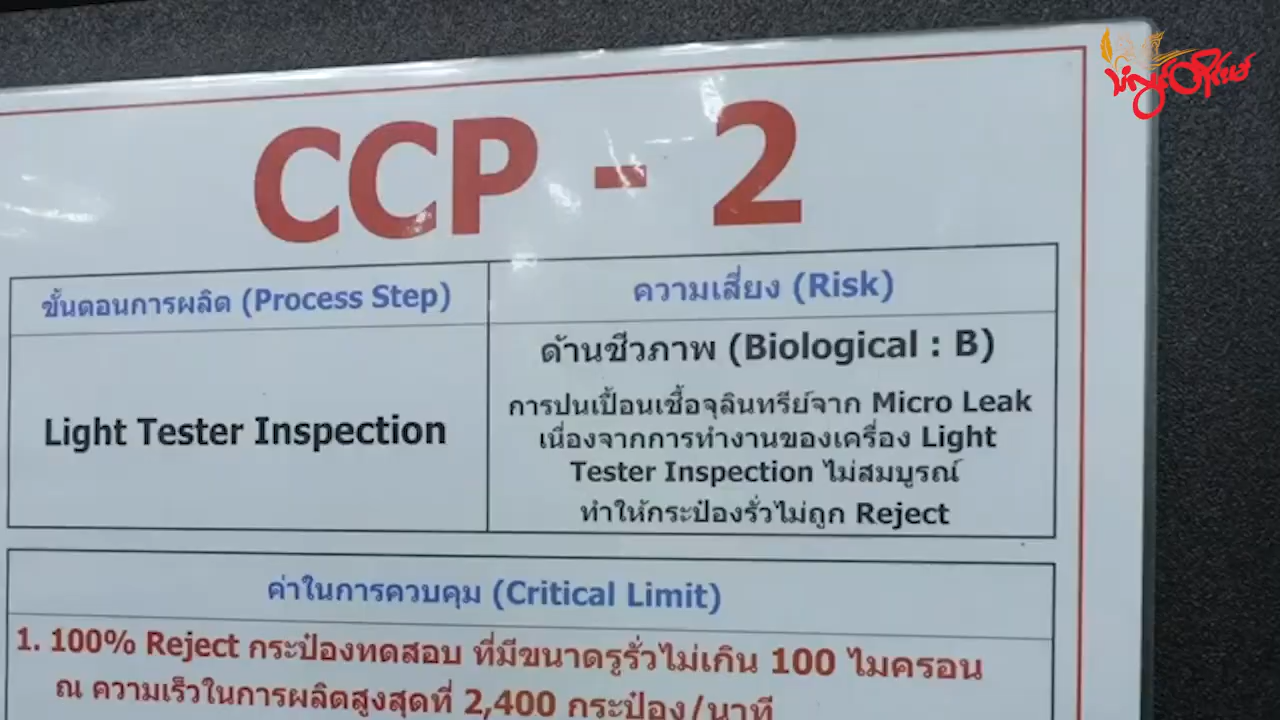 CCP - 2
ขั้นตอนการผลิต (Process Step)
ความเสี่ยง (Risk)
Light Tester Inspection
ด้านชีวภาพ (Biological : B)
การปนเปื้อนเชื้อจุลินทรีย์จาก Micro Leak
เนื่องจากการทำงานของเครื่อง Light
Tester Inspection ไม่สมบูรณ์
ทำให้กระป๋องรั่วไม่ถูก Reject
ค่าในการควบคุม (Critical Limit)
1. 100% Reject กระป๋องทดสอบ ที่มีขนาดรูรั่วไม่เกิน 100 ไมครอน
ณ ความเร็วในการผลิตสูงสุดที่ 2,400 กระป๋อง/นาที